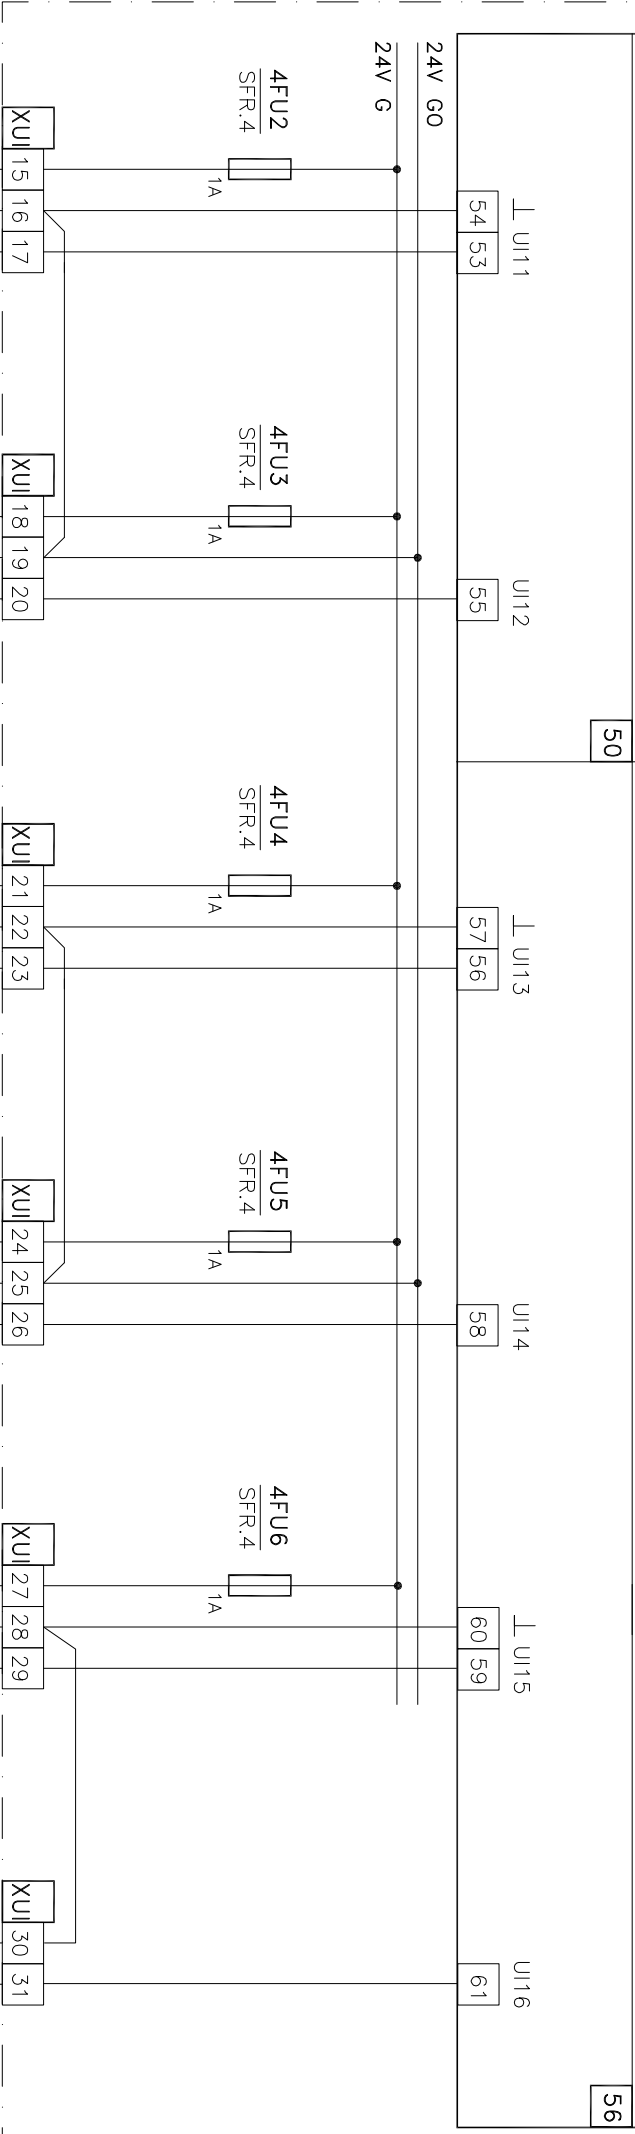 50
56
⊥ UI11
UI12
⊥ UI13
UI14
⊥ UI15
UI16
54 53
55
57 56
58
60 59
61
24V G0
24V G
4FU2
SFR.4
1A
4FU3
SFR.4
1A
4FU4
SFR.4
1A
4FU5
SFR.4
1A
4FU6
SFR.4
1A
XUI 15 16 17
XUI 18 19 20
XUI 21 22 23
XUI 24 25 26
XUI 27 28 29
XUI 30 31